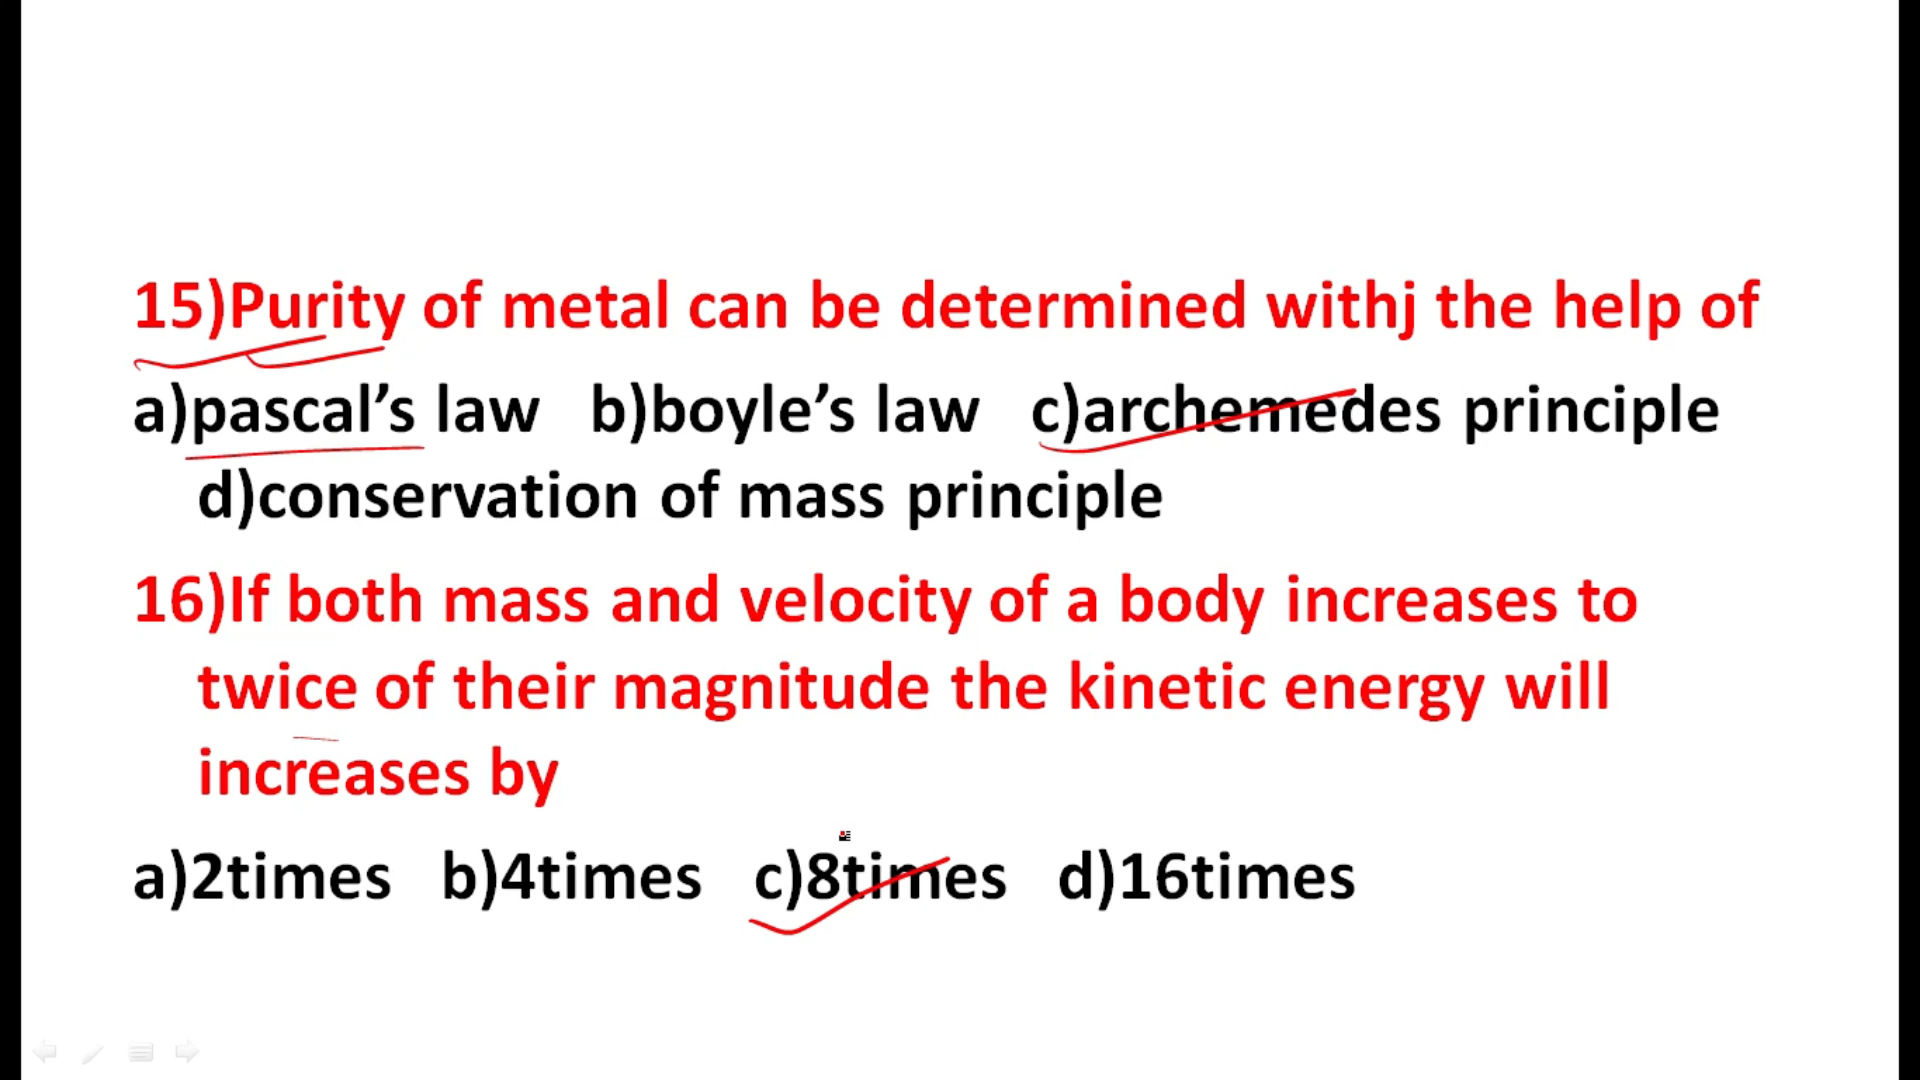 15)Purity of metal can be determined withj the help of
a)pascal’s law b)boyle’s law c)archemedes principle
d)conservation of mass principle
16)If both mass and velocity of a body increases to
twice of their magnitude the kinetic energy will
increases by
a)2times b)4times c)8times d)16times